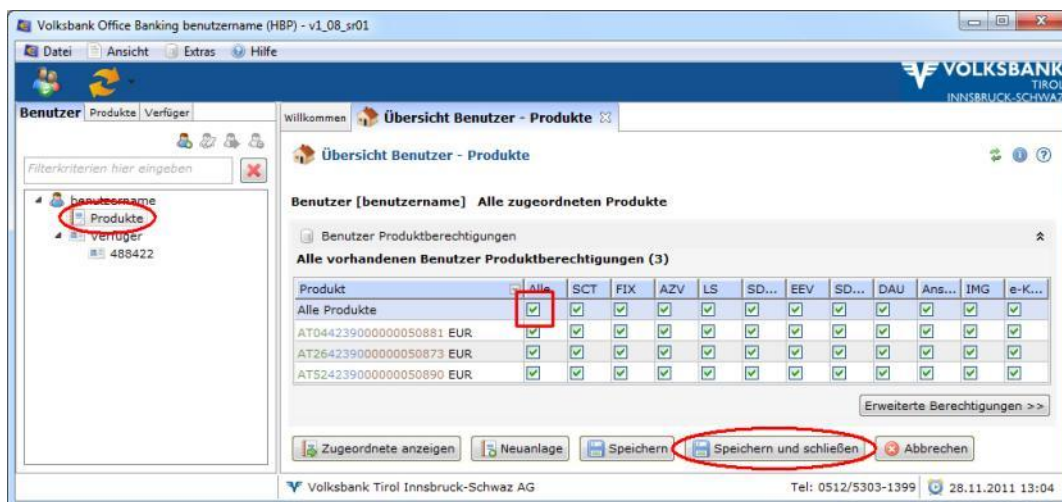 Volksbank Office Banking benutzername (HBP) - v1_08_sr01
Datei Ansicht Extras Hilfe
VOLKSBANK
TIROL
INNSBRUCK-SCHWAZ
Benutzer Produkte Verfüger
Willkommen Übersicht Benutzer - Produkte
Filterkriterien hier eingeben
benutzername
Produkte
Verfüger
488422
Übersicht Benutzer - Produkte
Benutzer [benutzername] Alle zugeordneten Produkte
Benutzer Produktberechtigungen
Alle vorhandenen Benutzer Produktberechtigungen (3)
Produkt Alle SCT FIX AZV LS SD... EEV SD... DAU Ans... IMG e-K...
Alle Produkte
AT044239000000050881 EUR
AT264239000000050873 EUR
AT524239000000050890 EUR
Erweiterte Berechtigungen >>
Zugeordnete anzeigen Neuanlage Speichern Speichern und schließen Abbrechen
Volksbank Tirol Innsbruck-Schwaz AG Tel: 0512/5303-1399 28.11.2011 13:04